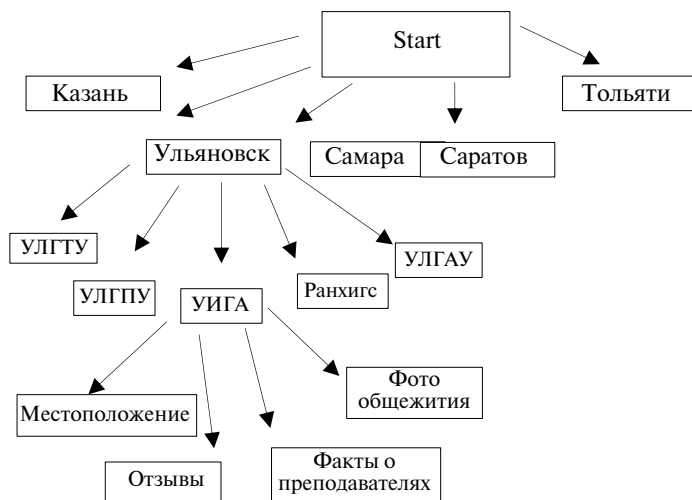 Start
Казань
Тольяти
Ульяновск
Самара
Саратов
УЛГТУ
УЛГАУ
УЛГПУ
УИГА
Ранхигс
Фото
общежития
Местоположение
Отзывы
Факты о
преподавателях